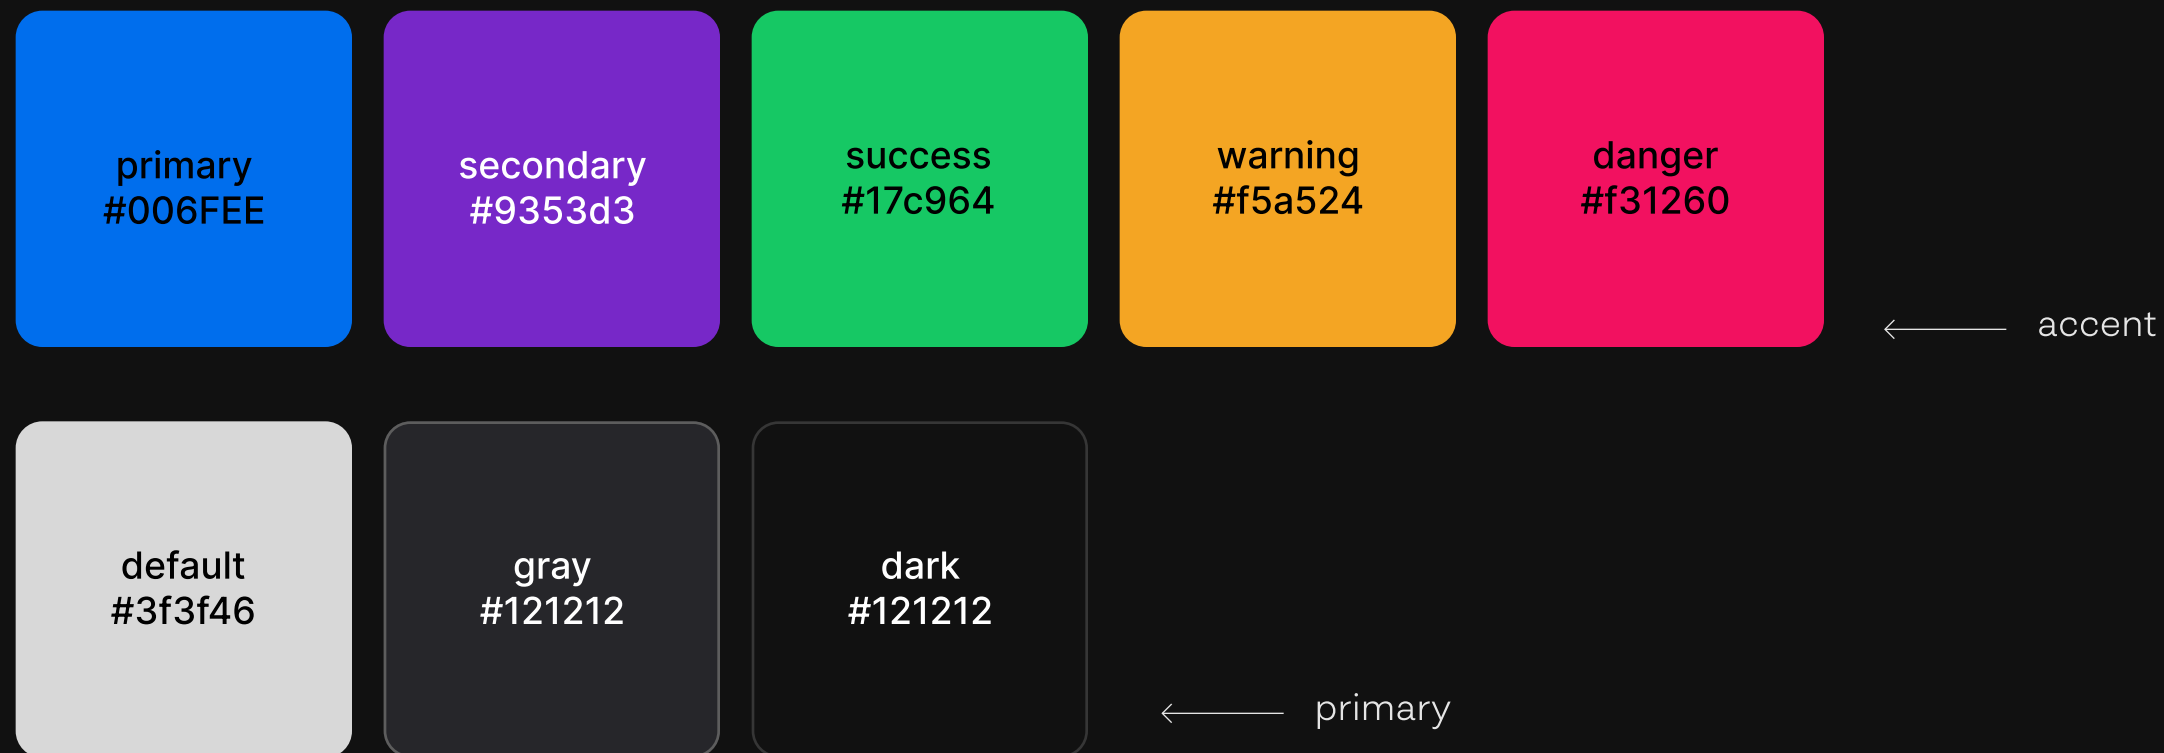 primary
#006FEE
secondary
#9353d3
success
#17c964
warning
#f5a524
danger
#f31260
accent
default
#3f3f46
gray
#121212
dark
#121212
primary